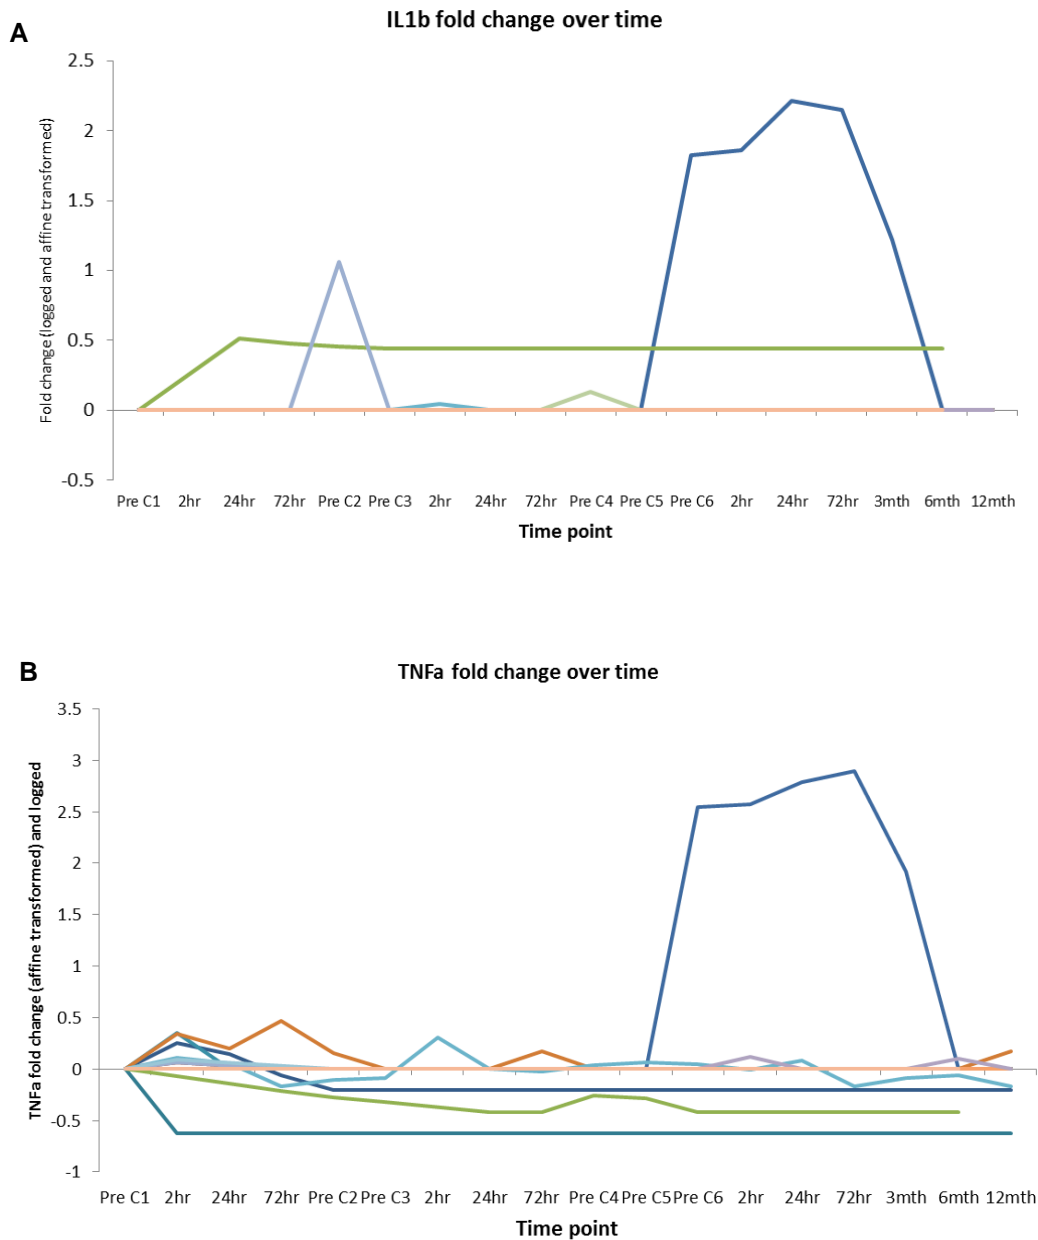 A
IL1b fold change over time
Fold change (logged and affine transformed)
2.5
2
1.5
1
0.5
0
-0.5
Pre C1 2hr 24hr 72hr Pre C2 Pre C3 2hr 24hr 72hr Pre C4 Pre C5 Pre C6 2hr 24hr 72hr 3mth 6mth 12mth
Time point
B
TNFa fold change over time
TNFa fold change (affine transformed) and logged
3.5
3
2.5
2
1.5
1
0.5
0
-0.5
-1
Pre C1 2hr 24hr 72hr Pre C2 Pre C3 2hr 24hr 72hr Pre C4 Pre C5 Pre C6 2hr 24hr 72hr 3mth 6mth 12mth
Time point